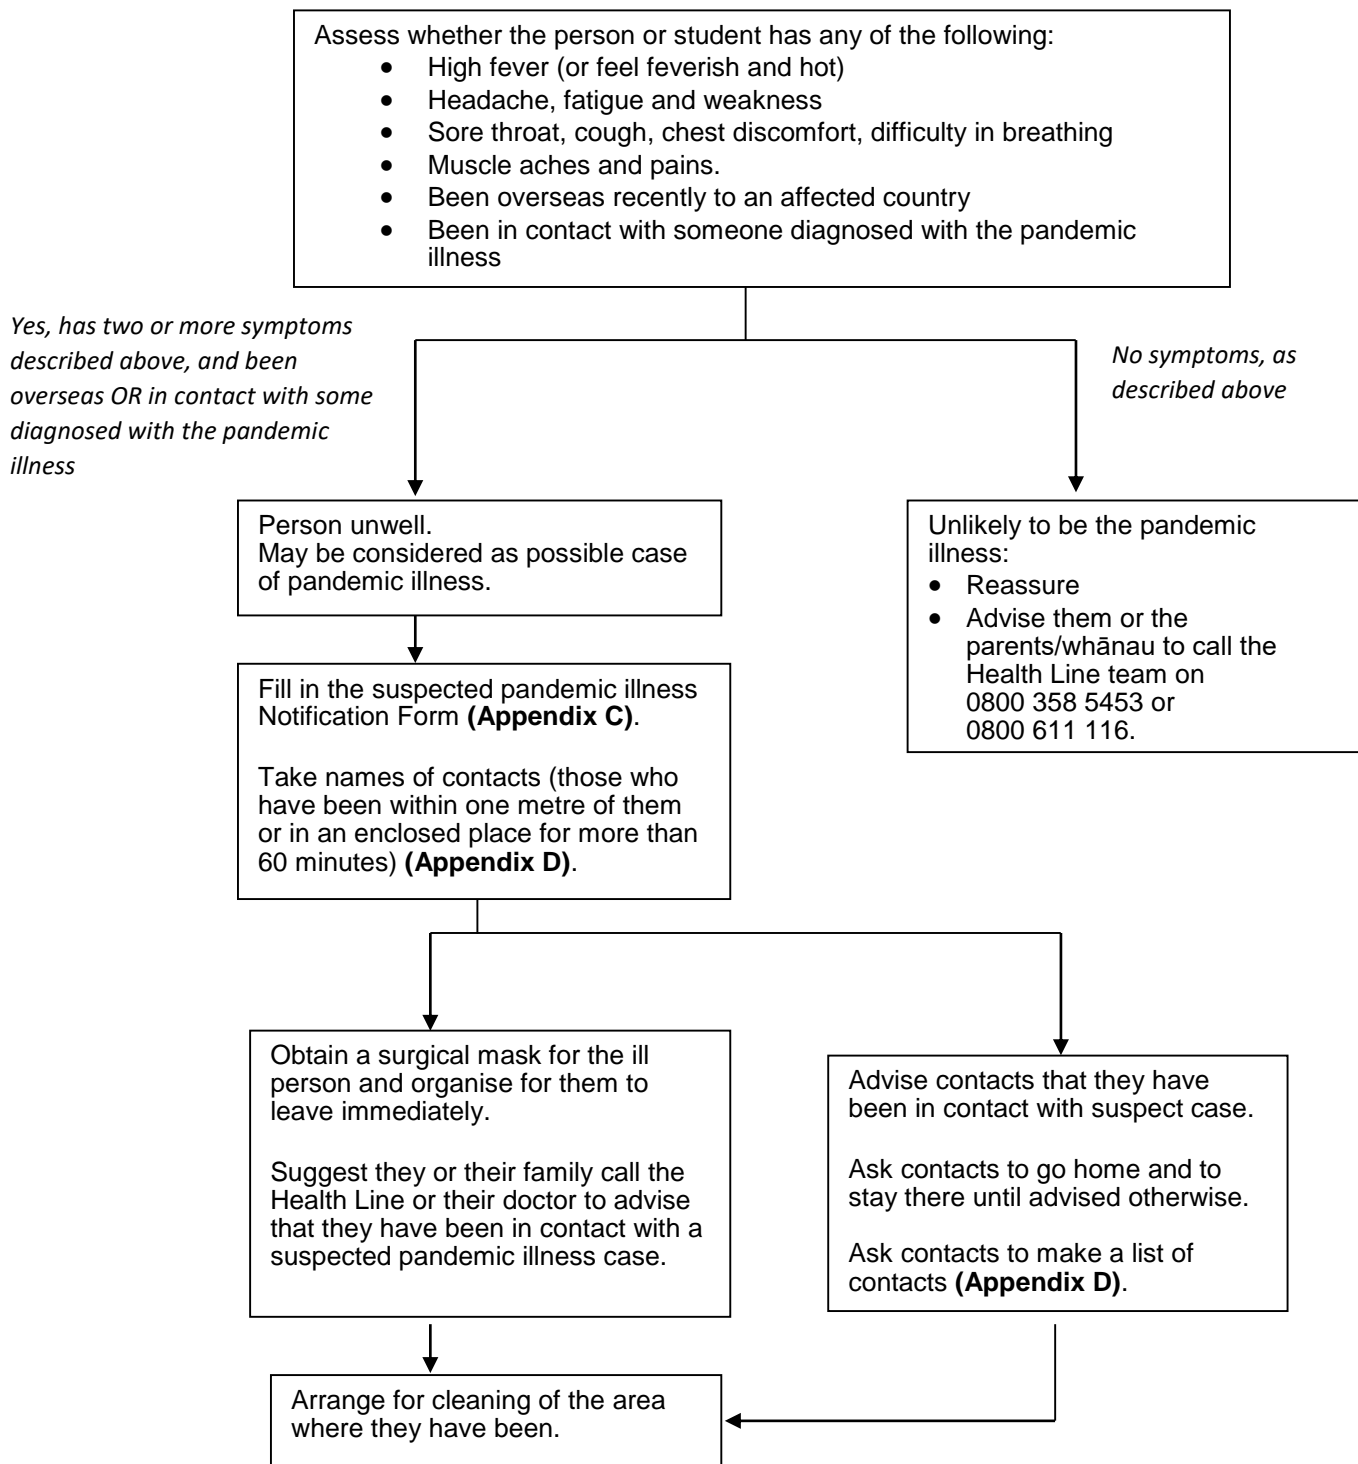 Assess whether the person or student has any of the following:
• High fever (or feel feverish and hot)
• Headache, fatigue and weakness
• Sore throat, cough, chest discomfort, difficulty in breathing
• Muscle aches and pains.
• Been overseas recently to an affected country
• Been in contact with someone diagnosed with the pandemic
illness
Yes, has two or more symptoms
described above, and been
overseas OR in contact with some
diagnosed with the pandemic
illness
No symptoms, as
described above
Person unwell.
May be considered as possible case
of pandemic illness.
Unlikely to be the pandemic
illness:
• Reassure
• Advise them or the
parents/whānau to call the
Health Line team on
0800 358 5453 or
0800 611 116.
Fill in the suspected pandemic illness
Notification Form (Appendix C).
Take names of contacts (those who
have been within one metre of them
or in an enclosed place for more than
60 minutes) (Appendix D).
Obtain a surgical mask for the ill
person and organise for them to
leave immediately.
Suggest they or their family call the
Health Line or their doctor to advise
that they have been in contact with a
suspected pandemic illness case.
Advise contacts that they have
been in contact with suspect case.
Ask contacts to go home and to
stay there until advised otherwise.
Ask contacts to make a list of
contacts (Appendix D).
Arrange for cleaning of the area
where they have been.